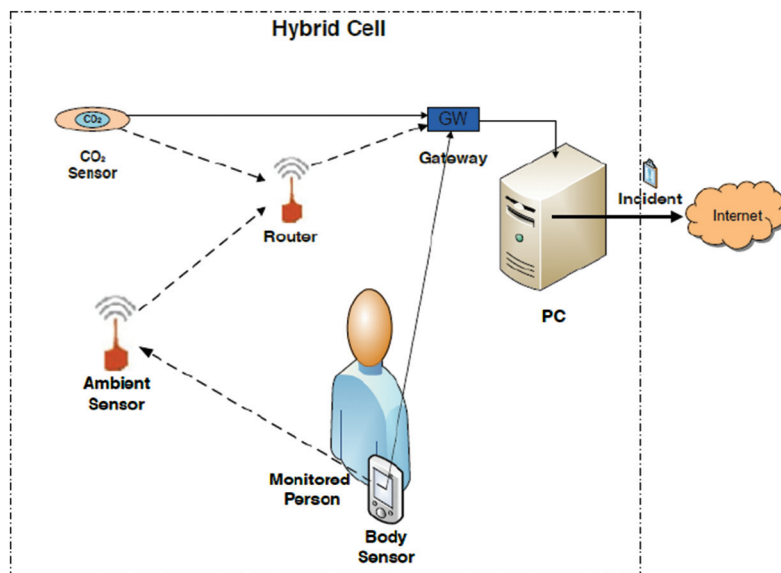 Hybrid Cell
CO₂
CO₂
Sensor
GW
Gateway
Router
Incident
Internet
PC
Ambient
Sensor
Monitored
Person
Body
Sensor